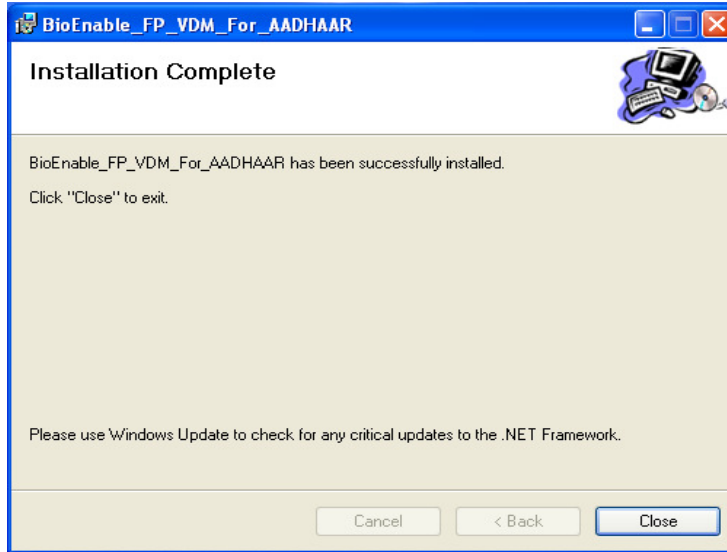 BioEnable_FP_VDM_For_AADHAAR
Installation Complete
BioEnable_FP_VDM_For_AADHAAR has been successfully installed.
Click "Close" to exit.
Please use Windows Update to check for any critical updates to the .NET Framework.
Cancel
< Back
Close